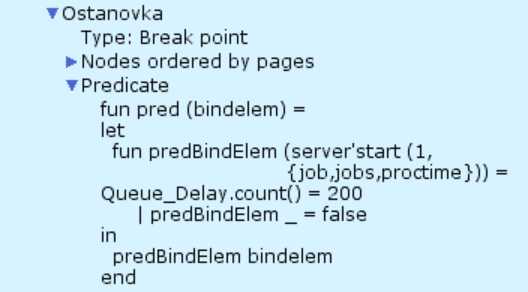 Ostanovka
Type: Break point
Nodes ordered by pages
Predicate
fun pred (bindelem) =
let
fun predBindElem (server'start (1,
{job,jobs,proctime})) =
Queue_Delay.count() = 200
| predBindElem _ = false
in
predBindElem bindelem
end